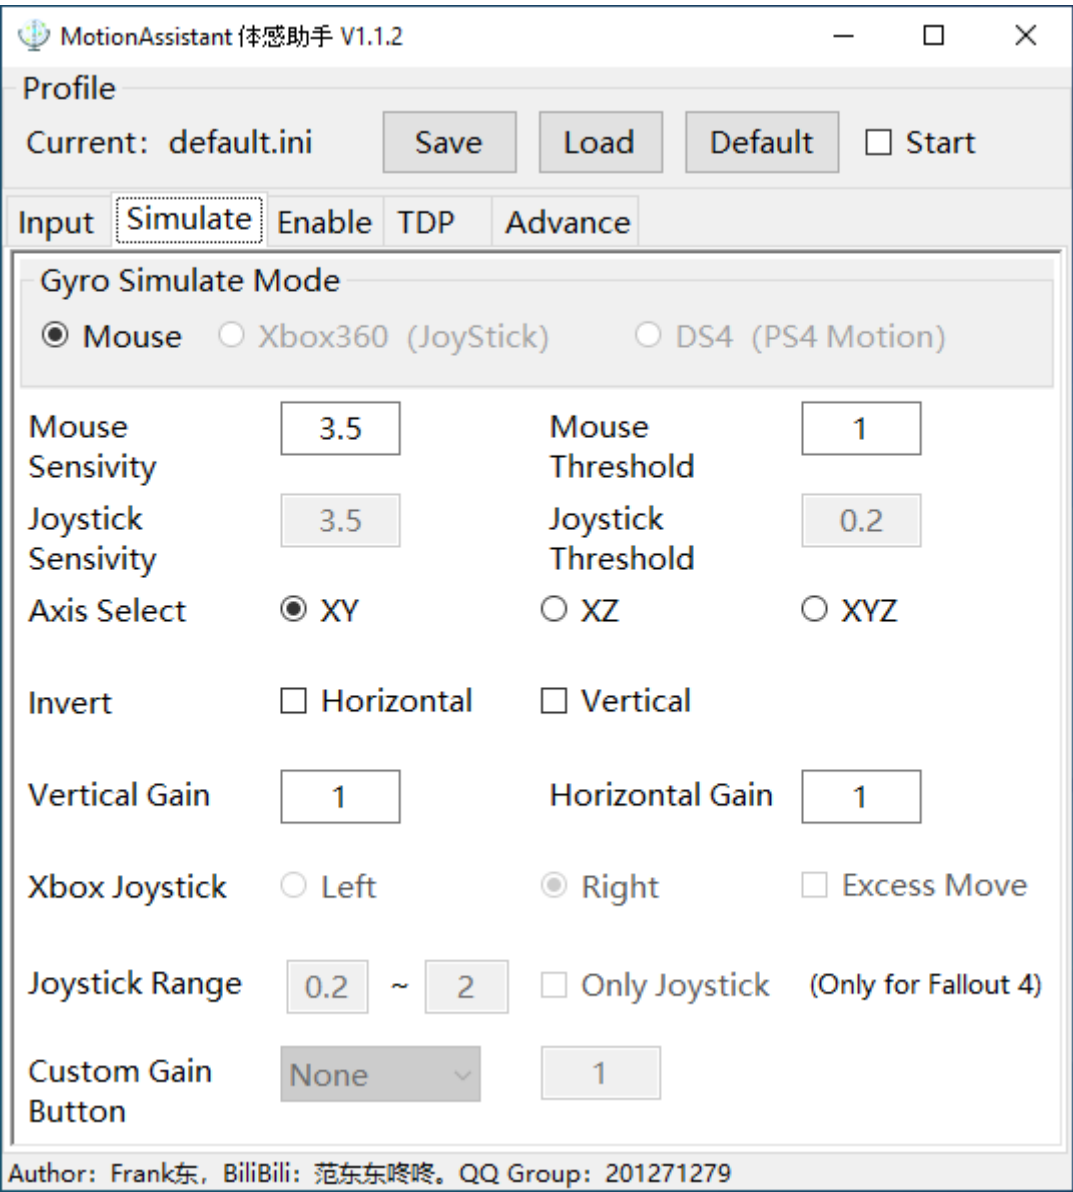 MotionAssistant 体感助手 V1.1.2
Profile
Current: default.ini Save Load Default Start
Input Simulate Enable TDP Advance
Gyro Simulate Mode
Mouse Xbox360 (JoyStick) DS4 (PS4 Motion)
Mouse Sensivity 3.5 Mouse Threshold 1
Joystick Sensivity 3.5 Joystick Threshold 0.2
Axis Select XY XZ XYZ
Invert Horizontal Vertical
Vertical Gain 1 Horizontal Gain 1
Xbox Joystick Left Right Excess Move
Joystick Range 0.2 ~ 2 Only Joystick (Only for Fallout 4)
Custom Gain Button None 1
Author: Frank东, BiliBili: 范东东咚咚。QQ Group: 201271279